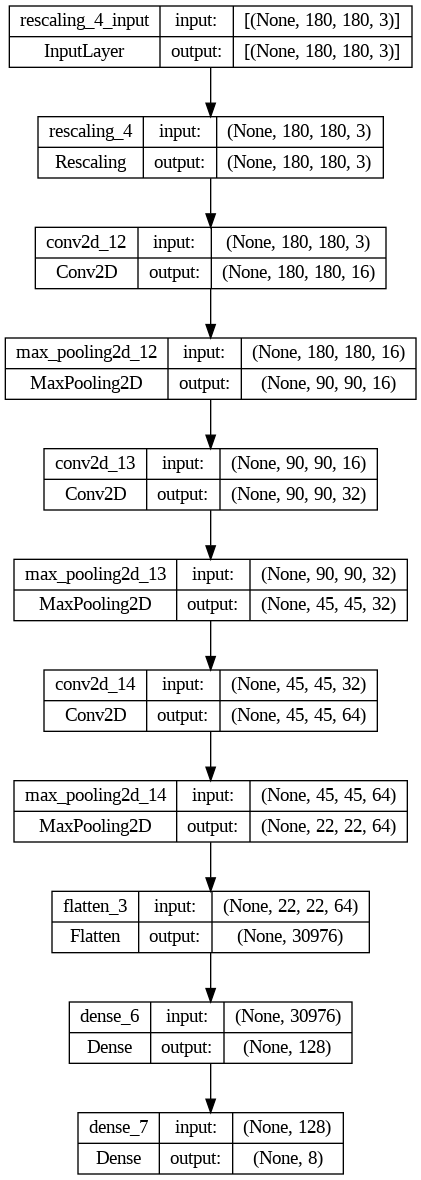 rescaling_4_input input: [(None, 180, 180, 3)]
InputLayer output: [(None, 180, 180, 3)]
rescaling_4 input: (None, 180, 180, 3)
Rescaling output: (None, 180, 180, 3)
conv2d_12 input: (None, 180, 180, 3)
Conv2D output: (None, 180, 180, 16)
max_pooling2d_12 input: (None, 180, 180, 16)
MaxPooling2D output: (None, 90, 90, 16)
conv2d_13 input: (None, 90, 90, 16)
Conv2D output: (None, 90, 90, 32)
max_pooling2d_13 input: (None, 90, 90, 32)
MaxPooling2D output: (None, 45, 45, 32)
conv2d_14 input: (None, 45, 45, 32)
Conv2D output: (None, 45, 45, 64)
max_pooling2d_14 input: (None, 45, 45, 64)
MaxPooling2D output: (None, 22, 22, 64)
flatten_3 input: (None, 22, 22, 64)
Flatten output: (None, 30976)
dense_6 input: (None, 30976)
Dense output: (None, 128)
dense_7 input: (None, 128)
Dense output: (None, 8)